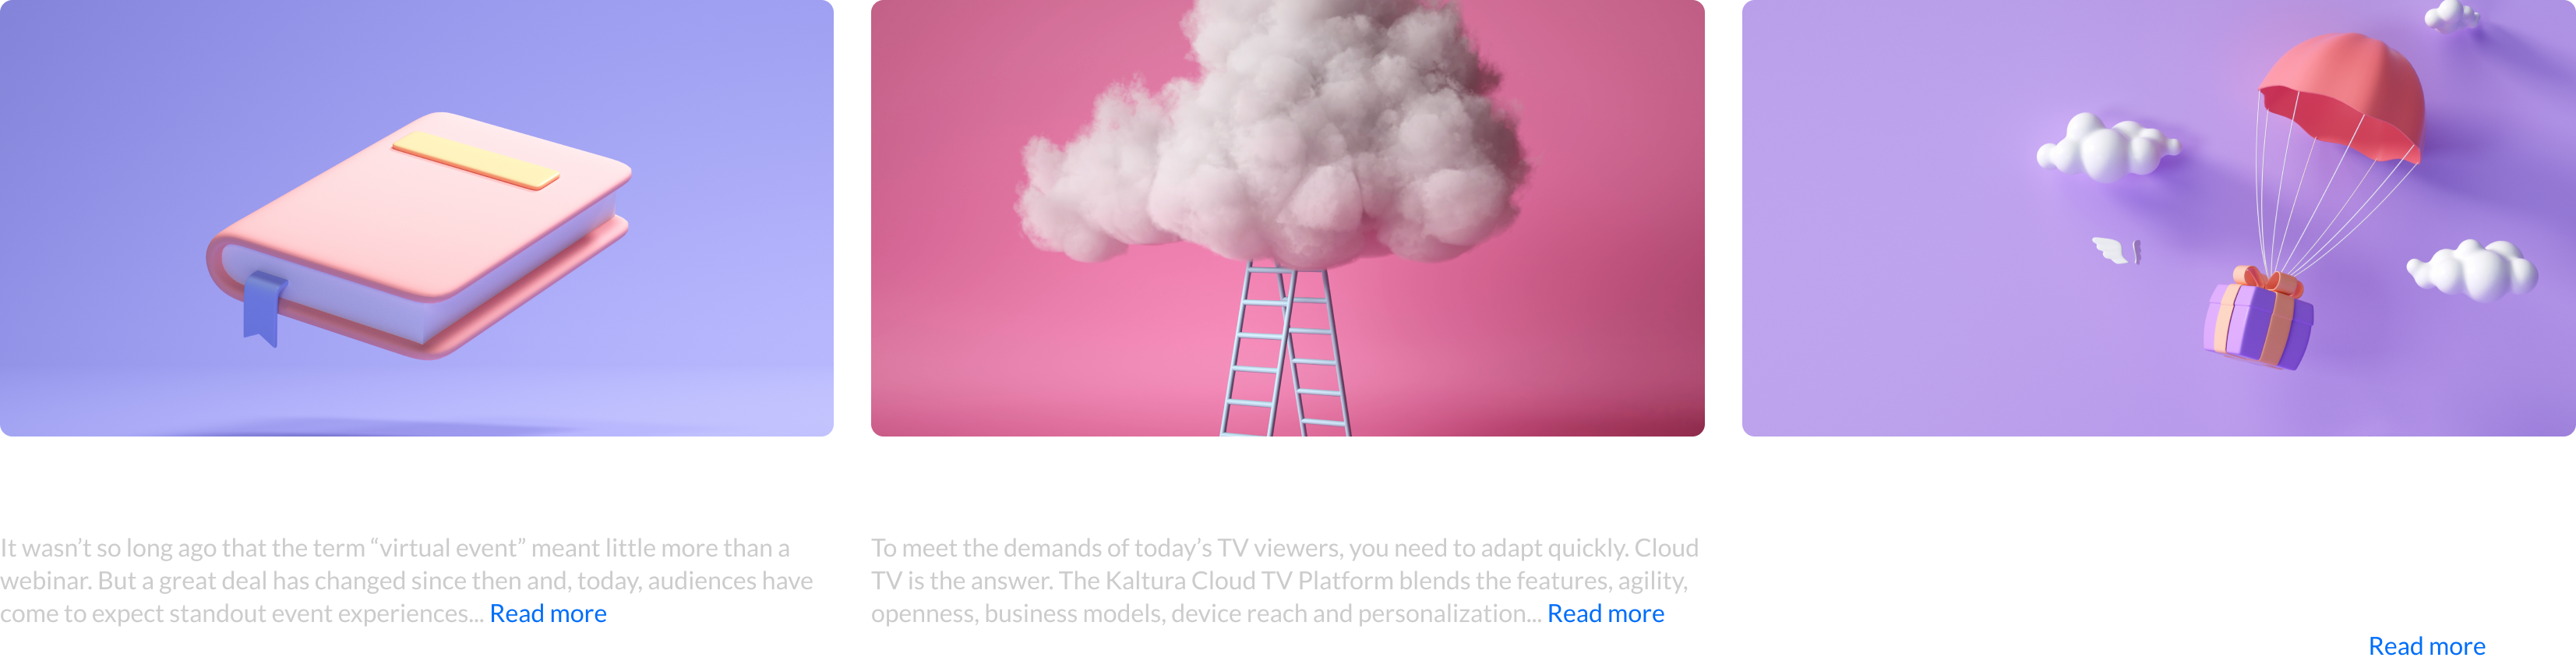 It wasn’t so long ago that the term “virtual event” meant little more than a
webinar. But a great deal has changed since then and, today, audiences have
come to expect standout event experiences... Read more
To meet the demands of today’s TV viewers, you need to adapt quickly. Cloud
TV is the answer. The Kaltura Cloud TV Platform blends the features, agility,
openness, business models, device reach and personalization... Read more
Read more